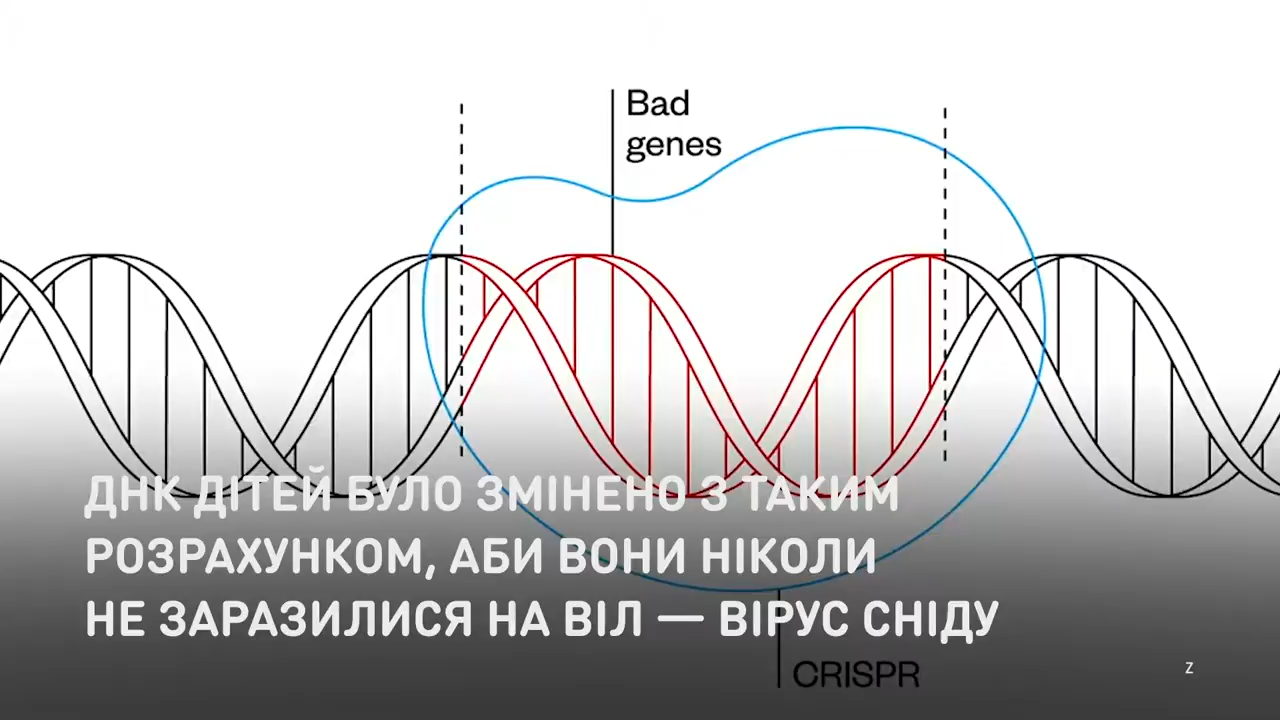 Bad
genes
ДНК ДІТЕЙ БУЛО ЗМІНЕНО З ТАКИМ
РОЗРАХУНКОМ, АБИ ВОНИ НІКОЛИ
НЕ ЗАРАЗИЛИСЯ НА ВІЛ — ВІРУС СНІДУ
CRISPR
Z